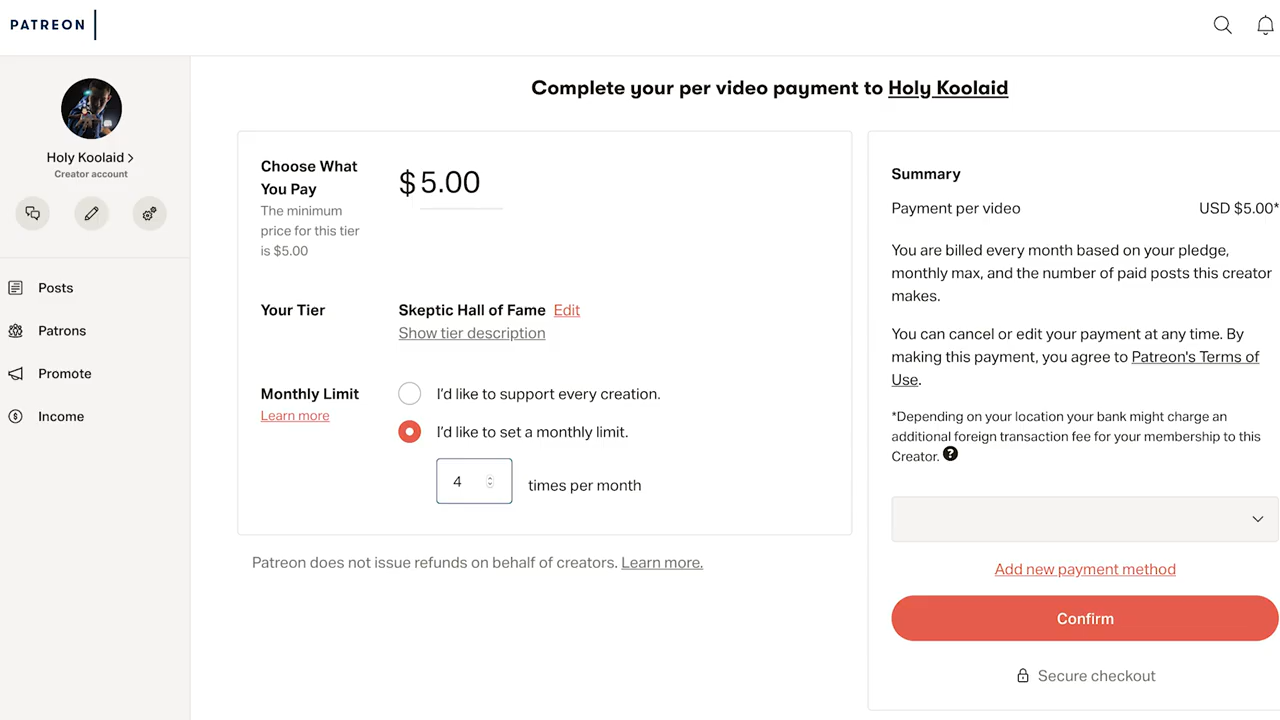 PATREON
Holy Koolaid
Creator account
Posts
Patrons
Promote
Income
Complete your per video payment to Holy Koolaid
Choose What
You Pay
The minimum
price for this tier
is $5.00
$5.00
Your Tier
Skeptic Hall of Fame Edit
Show tier description
Monthly Limit
Learn more
I'd like to support every creation.
I'd like to set a monthly limit.
4 times per month
Patreon does not issue refunds on behalf of creators. Learn more.
Summary
Payment per video USD $5.00*
You are billed every month based on your pledge,
monthly max, and the number of paid posts this creator
makes.
You can cancel or edit your payment at any time. By
making this payment, you agree to Patreon's Terms of
Use.
*Depending on your location your bank might charge an
additional foreign transaction fee for your membership to this
Creator. ?
Add new payment method
Confirm
Secure checkout